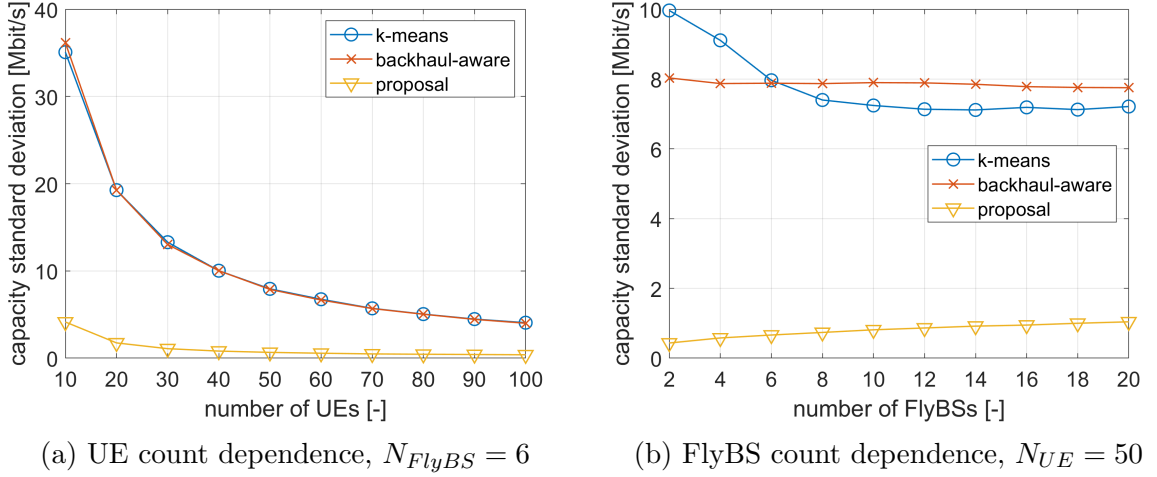 capacity standard deviation [Mbit/s]
40
30
20
10
0
k-means
backhaul-aware
proposal
10 20 30 40 50 60 70 80 90 100
number of UEs [-]
(a) UE count dependence, N_{FlyBS} = 6
capacity standard deviation [Mbit/s]
10
8
6
4
2
0
k-means
backhaul-aware
proposal
2 4 6 8 10 12 14 16 18 20
number of FlyBSs [-]
(b) FlyBS count dependence, N_{UE} = 50